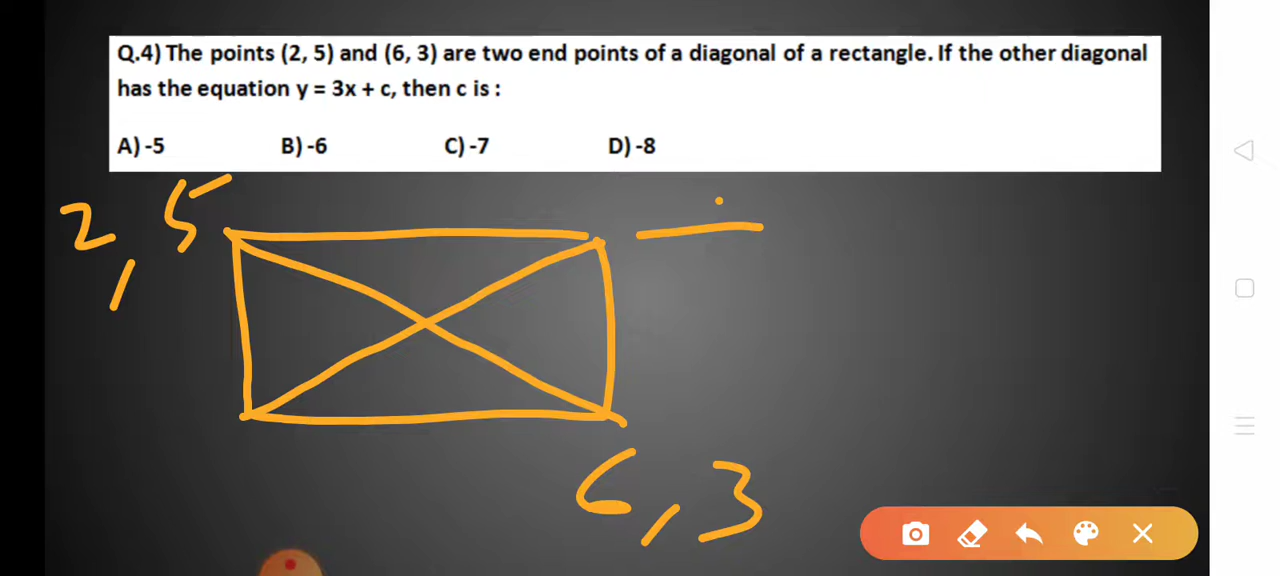 Q.4) The points (2, 5) and (6, 3) are two end points of a diagonal of a rectangle. If the other diagonal
has the equation y = 3x + c, then c is :
A) -5 B) -6 C) -7 D) -8
2, 5
6, 3